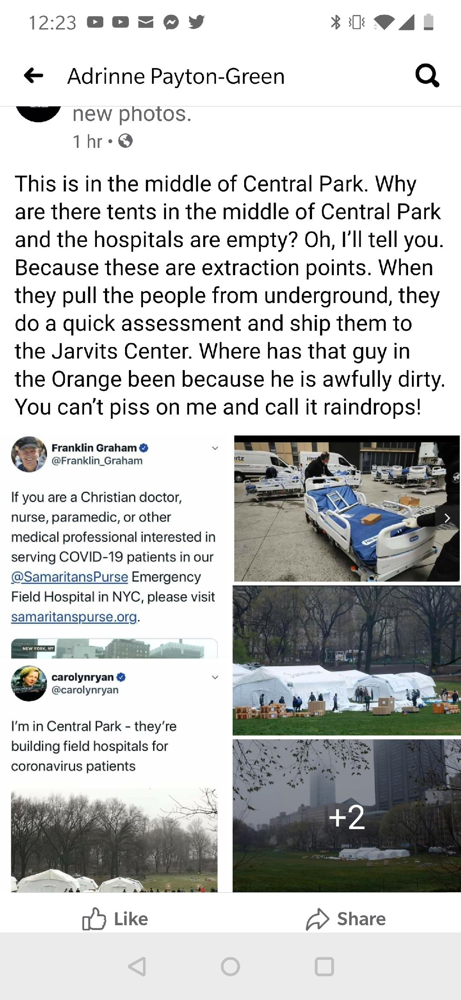 12:23
Adrinne Payton-Green
new photos.
1 hr •
This is in the middle of Central Park. Why
are there tents in the middle of Central Park
and the hospitals are empty? Oh, I’ll tell you.
Because these are extraction points. When
they pull the people from underground, they
do a quick assessment and ship them to
the Jarvits Center. Where has that guy in
the Orange been because he is awfully dirty.
You can’t piss on me and call it raindrops!
Franklin Graham
@Franklin_Graham
If you are a Christian doctor,
nurse, paramedic, or other
medical professional interested in
serving COVID-19 patients in our
@SamaritansPurse Emergency
Field Hospital in NYC, please visit
samaritanspurse.org.
NEW YORK, NY
carolynryan
@carolynryan
I’m in Central Park - they’re
building field hospitals for
coronavirus patients
+2
Like
Share